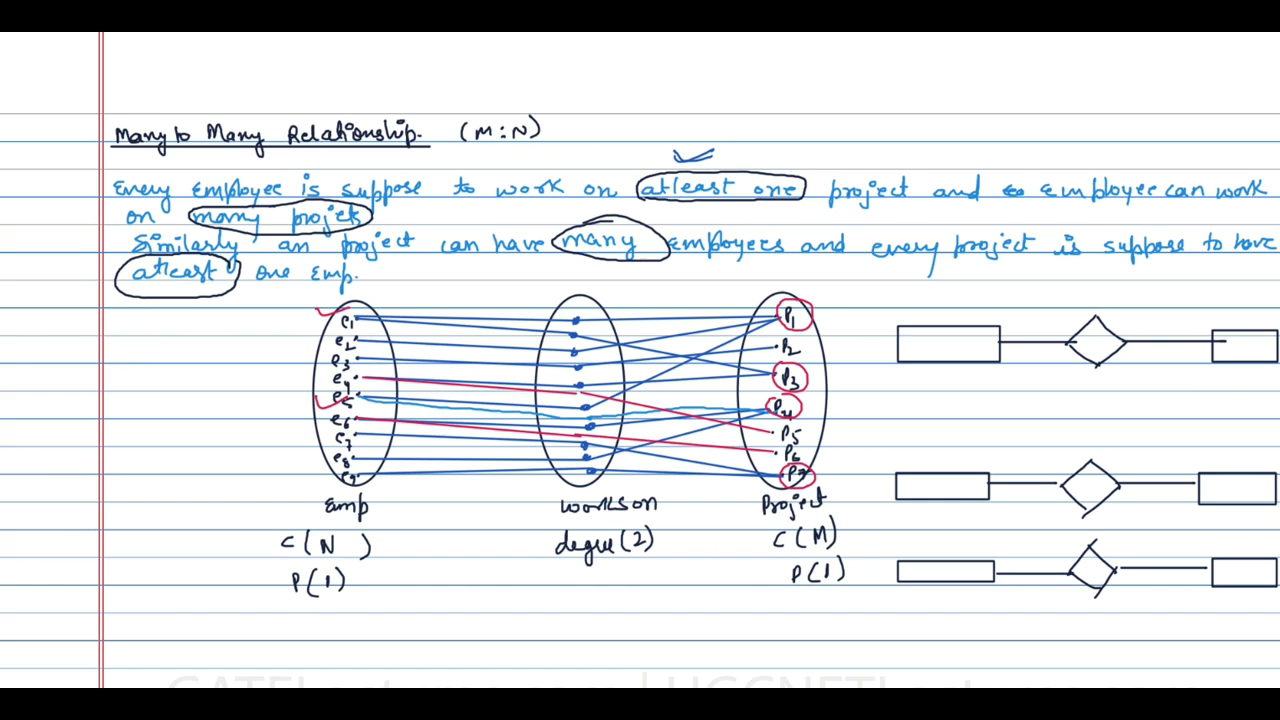 Many to Many Relationship. (M:N)
Every employee is suppose to work on atleast one project and employee can work
on many projet
Similarly an project can have many employees and every project is suppose to have
atleast one Emp.
e1 P1
e2 P2
e3 P3
e4 P4
e5 P5
e6 P6
e7 P7
e8
e9
Emp works on Project
C(N) degree(2) C(M)
P(1) P(1)